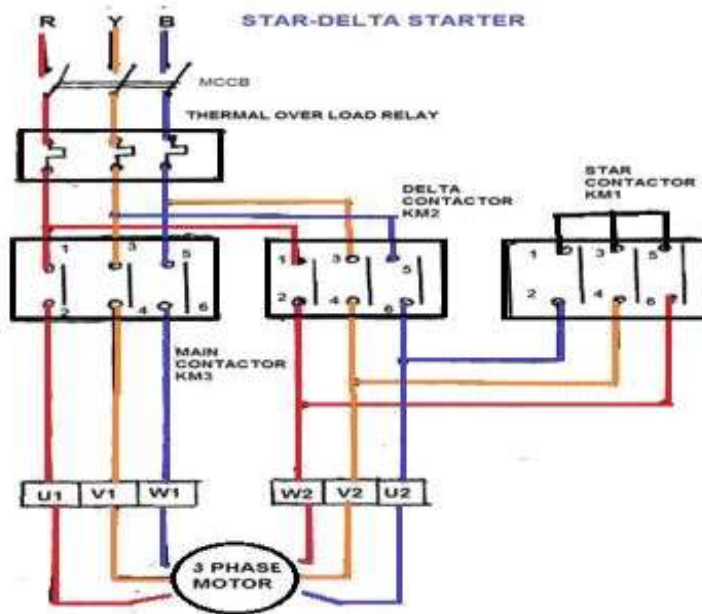 R Y B STAR-DELTA STARTER
MCCB
THERMAL OVER LOAD RELAY
DELTA
CONTACTOR
KM2
STAR
CONTACTOR
KM1
1 3 5
2 4 6
1 3 5
2 4 6
1 3 5
2 4 6
MAIN
CONTACTOR
KM3
U1 V1 W1
W2 V2 U2
3 PHASE
MOTOR